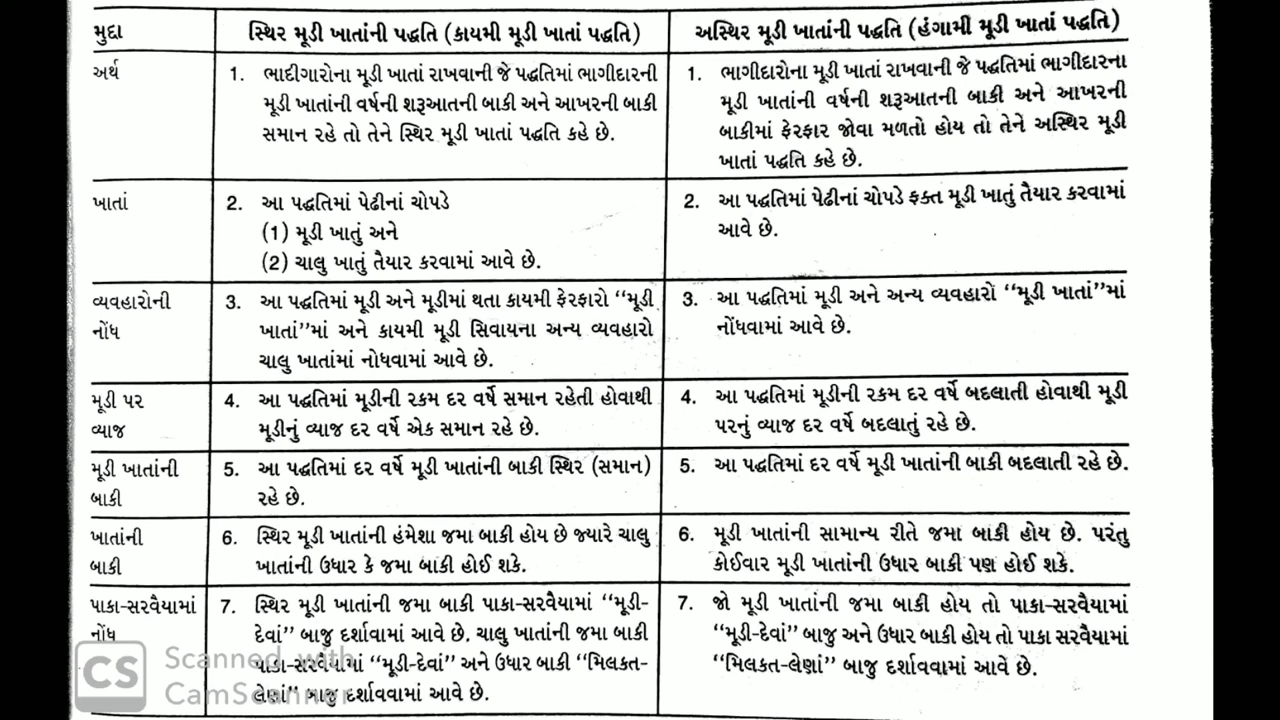 મુદ્દા
સ્થિર મૂડી ખાતાંની પદ્ધતિ (કાયમી મૂડી ખાતાં પદ્ધતિ)
અસ્થિર મૂડી ખાતાંની પદ્ધતિ (હંગામી મૂડી ખાતાં પદ્ધતિ)
અર્થ
1. ભાદીગારોના મૂડી ખાતાં રાખવાની જે પદ્ધતિમાં ભાગીદારની
મૂડી ખાતાંની વર્ષની શરૂઆતની બાકી અને આખરની બાકી
સમાન રહે તો તેને સ્થિર મૂડી ખાતાં પદ્ધતિ કહે છે.
1. ભાગીદારોના મૂડી ખાતાં રાખવાની જે પદ્ધતિમાં ભાગીદારના
મૂડી ખાતાંની વર્ષની શરૂઆતની બાકી અને આખરની
બાકીમાં ફેરફાર જોવા મળતો હોય તો તેને અસ્થિર મૂડી
ખાતાં પદ્ધતિ કહે છે.
ખાતાં
2. આ પદ્ધતિમાં પેઢીનાં ચોપડે
(1) મૂડી ખાતું અને
(2) ચાલુ ખાતું તૈયાર કરવામાં આવે છે.
2. આ પદ્ધતિમાં પેઢીનાં ચોપડે ફક્ત મૂડી ખાતું તૈયાર કરવામાં
આવે છે.
વ્યવહારોની
નોંધ
3. આ પદ્ધતિમાં મૂડી અને મૂડીમાં થતા કાયમી ફેરફારો "મૂડી
ખાતાં"માં અને કાયમી મૂડી સિવાયના અન્ય વ્યવહારો
ચાલુ ખાતાંમાં નોધવામાં આવે છે.
3. આ પદ્ધતિમાં મૂડી અને અન્ય વ્યવહારો "મૂડી ખાતાં"માં
નોંધવામાં આવે છે.
મૂડી પર
વ્યાજ
4. આ પદ્ધતિમાં મૂડીની રકમ દર વર્ષે સમાન રહેતી હોવાથી
મૂડીનું વ્યાજ દર વર્ષે એક સમાન રહે છે.
4. આ પદ્ધતિમાં મૂડીની રકમ દર વર્ષે બદલાતી હોવાથી મૂડી
પરનું વ્યાજ દર વર્ષે બદલાતું રહે છે.
મૂડી ખાતાંની
બાકી
5. આ પદ્ધતિમાં દર વર્ષે મૂડી ખાતાંની બાકી સ્થિર (સમાન)
રહે છે.
5. આ પદ્ધતિમાં દર વર્ષે મૂડી ખાતાંની બાકી બદલાતી રહે છે.
ખાતાંની
બાકી
6. સ્થિર મૂડી ખાતાંની હંમેશા જમા બાકી હોય છે જ્યારે ચાલુ
ખાતાંની ઉધાર કે જમા બાકી હોઈ શકે.
6. મૂડી ખાતાંની સામાન્ય રીતે જમા બાકી હોય છે. પરંતુ
કોઈવાર મૂડી ખાતાંની ઉધાર બાકી પણ હોઈ શકે.
પાકા-સરવૈયામાં
નોંધ
7. સ્થિર મૂડી ખાતાંની જમા બાકી પાકા-સરવૈયામાં "મૂડી-
દેવાં" બાજુ દર્શાવામાં આવે છે. ચાલુ ખાતાંની જમા બાકી
પાકા-સરવૈયામાં "મૂડી-દેવાં" અને ઉધાર બાકી "મિલકત-
લેણાં" બાજુ દર્શાવવામાં આવે છે.
7. જો મૂડી ખાતાંની જમા બાકી હોય તો પાકા-સરવૈયામાં
"મૂડી-દેવાં" બાજુ અને ઉધાર બાકી હોય તો પાકા સરવૈયામાં
"મિલકત-લેણાં" બાજુ દર્શાવવામાં આવે છે.
CS
Scanned with
CamScanner